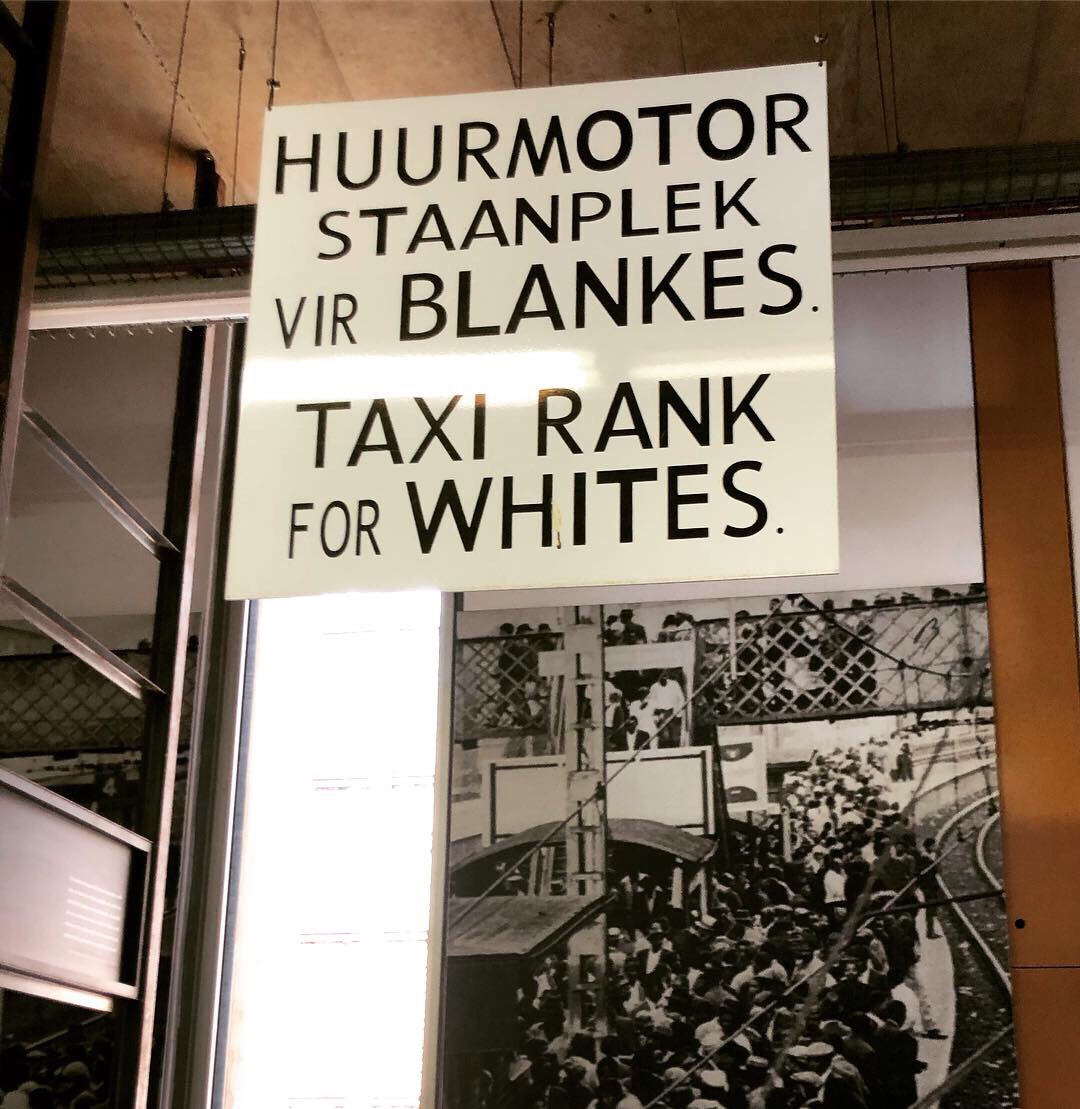 HUURMOTOR
STAANPLEK
VIR BLANKES.
TAXI RANK
FOR WHITES.